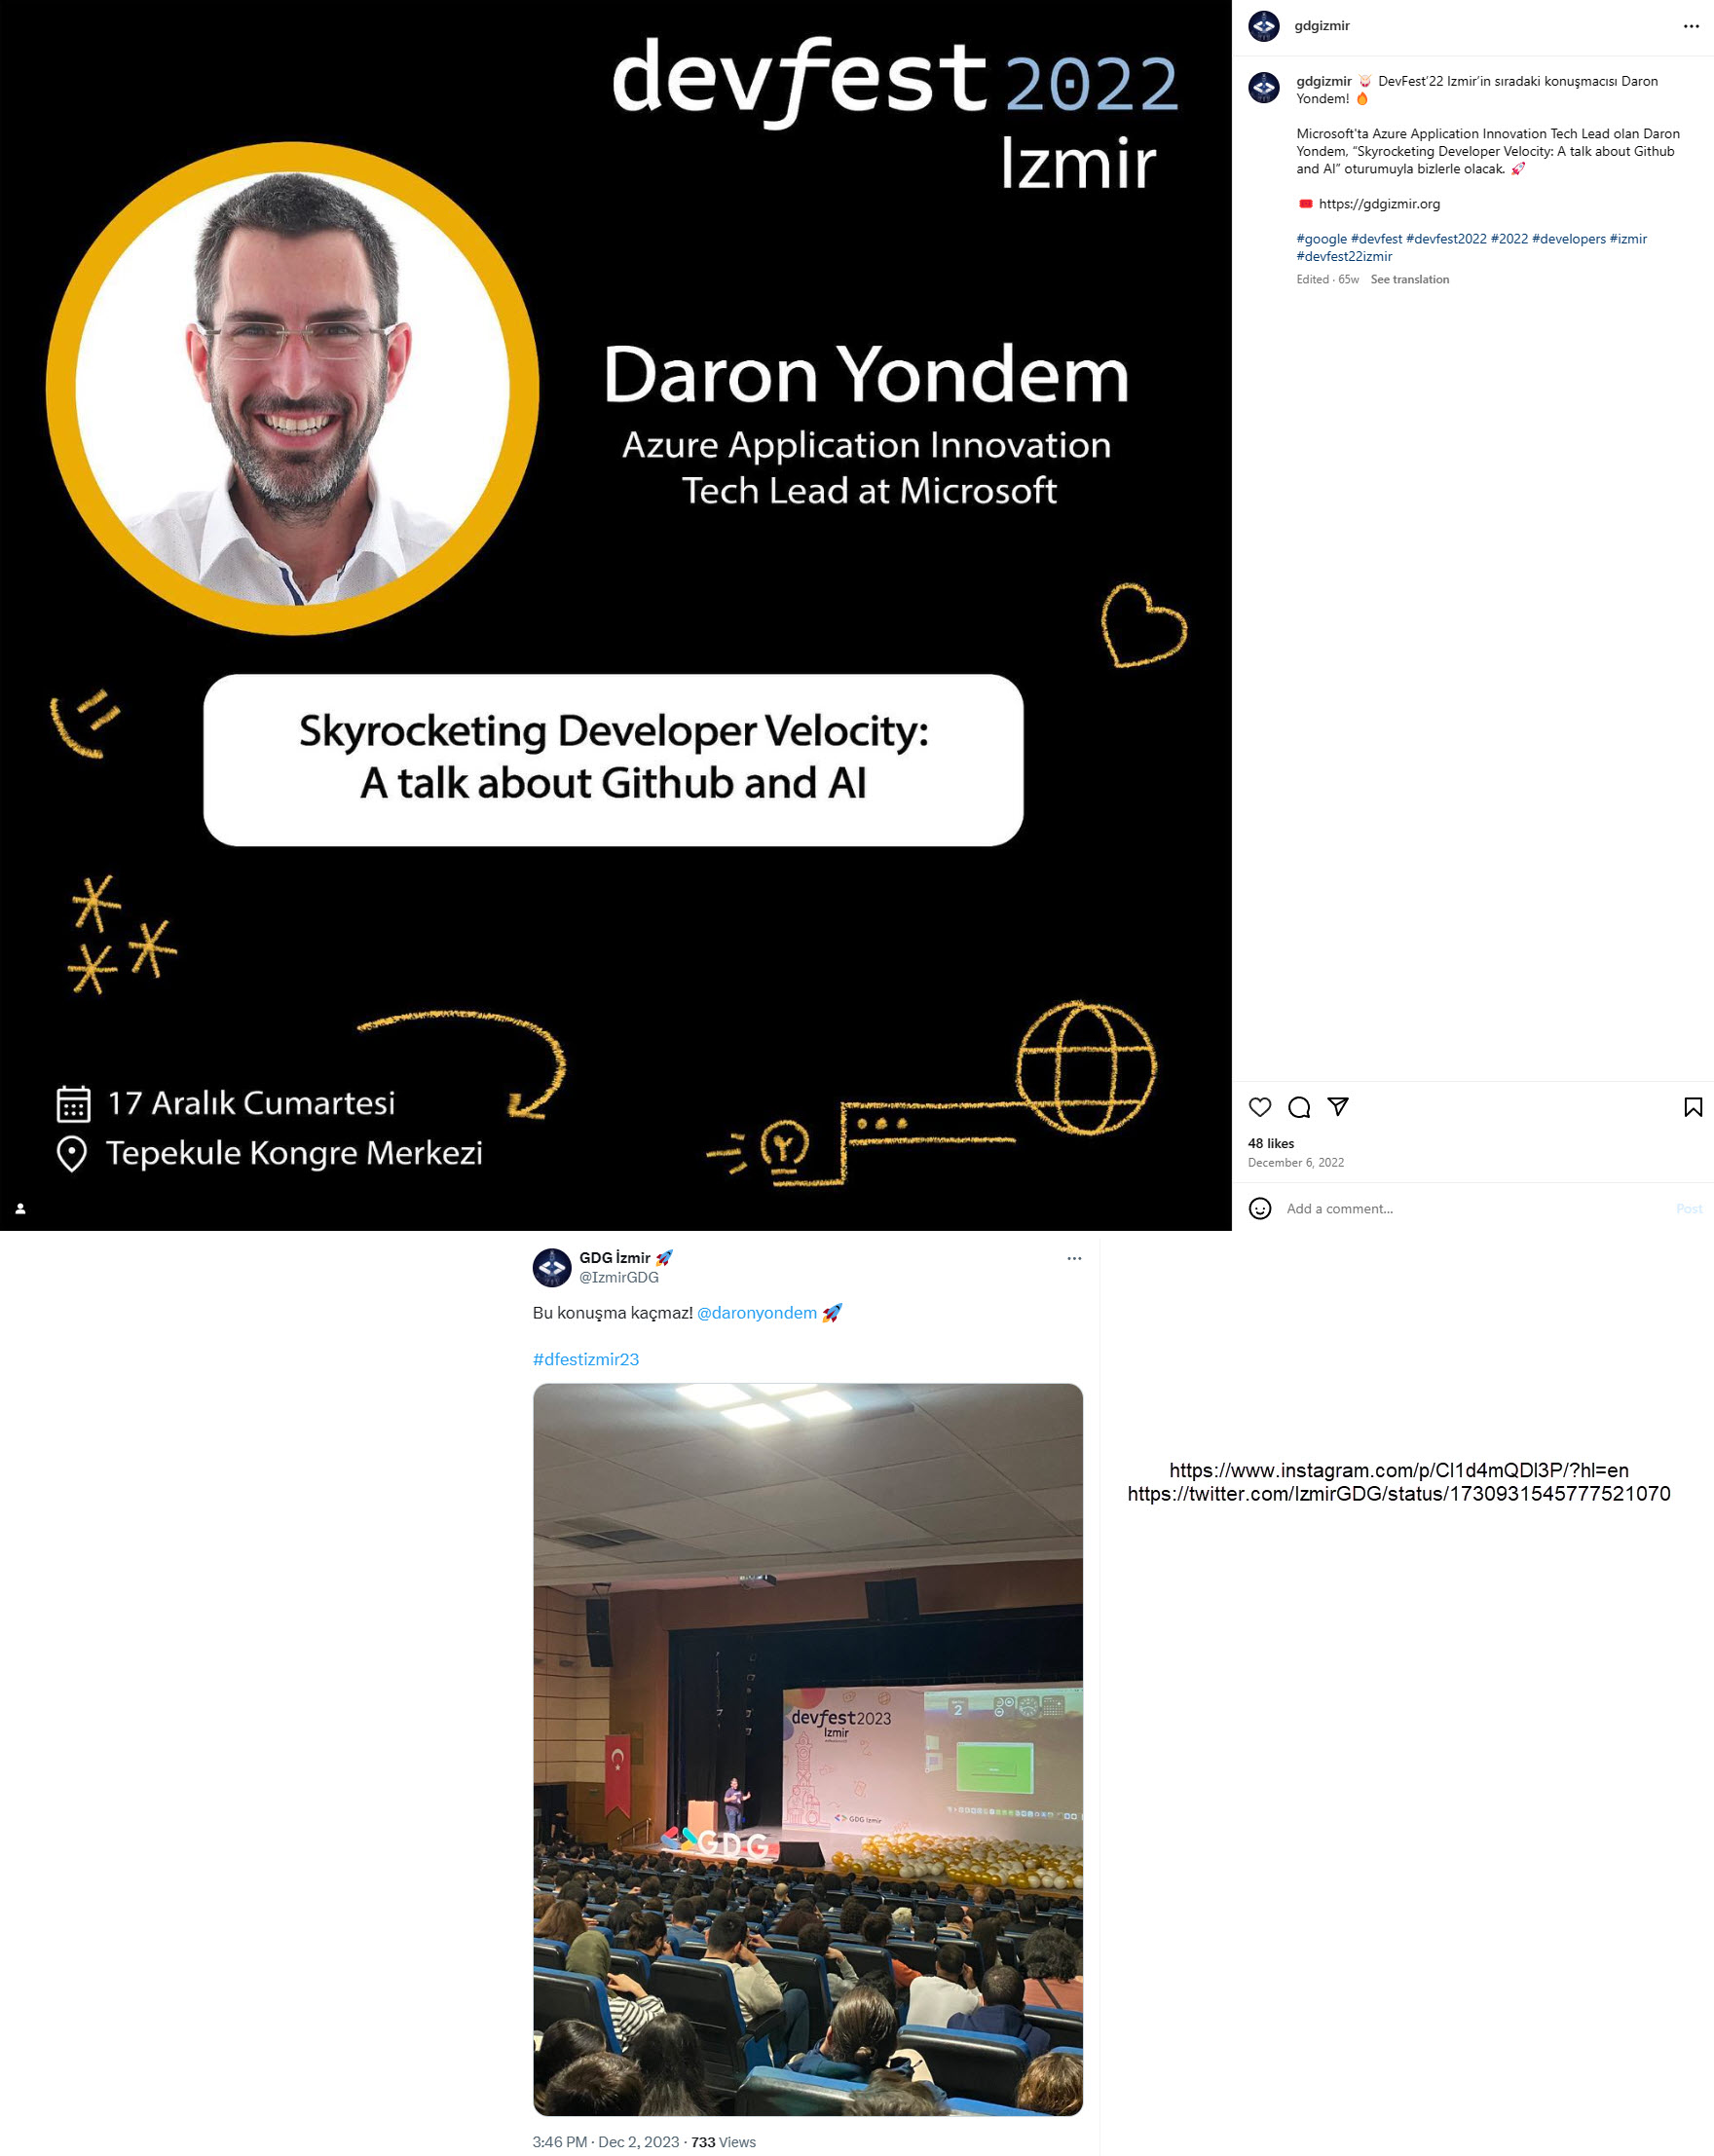 devfest 2022
Izmir
Daron Yondem
Azure Application Innovation
Tech Lead at Microsoft
Skyrocketing Developer Velocity:
A talk about Github and AI
17 Aralık Cumartesi
Tepekule Kongre Merkezi
gdgizmir
gdgizmir DevFest’22 Izmir’in sıradaki konuşmacısı Daron
Yondem!
Microsoft'ta Azure Application Innovation Tech Lead olan Daron
Yondem, “Skyrocketing Developer Velocity: A talk about Github
and AI” oturumuyla bizlerle olacak. 🚀
https://gdgizmir.org
#google #devfest #devfest2022 #2022 #developers #izmir
#devfest22izmir
Edited · 65w See translation
48 likes
December 6, 2022
Add a comment...
Post
GDG İzmir 🚀
@IzmirGDG
Bu konuşma kaçmaz! @daronyondem 🚀
#dfestizmir23
devfest2023
Izmir
2
GDG Izmir
GDG
3:46 PM · Dec 2, 2023 · 733 Views
https://www.instagram.com/p/Cl1d4mQDl3P/?hl=en
https://twitter.com/IzmirGDG/status/1730931545777521070